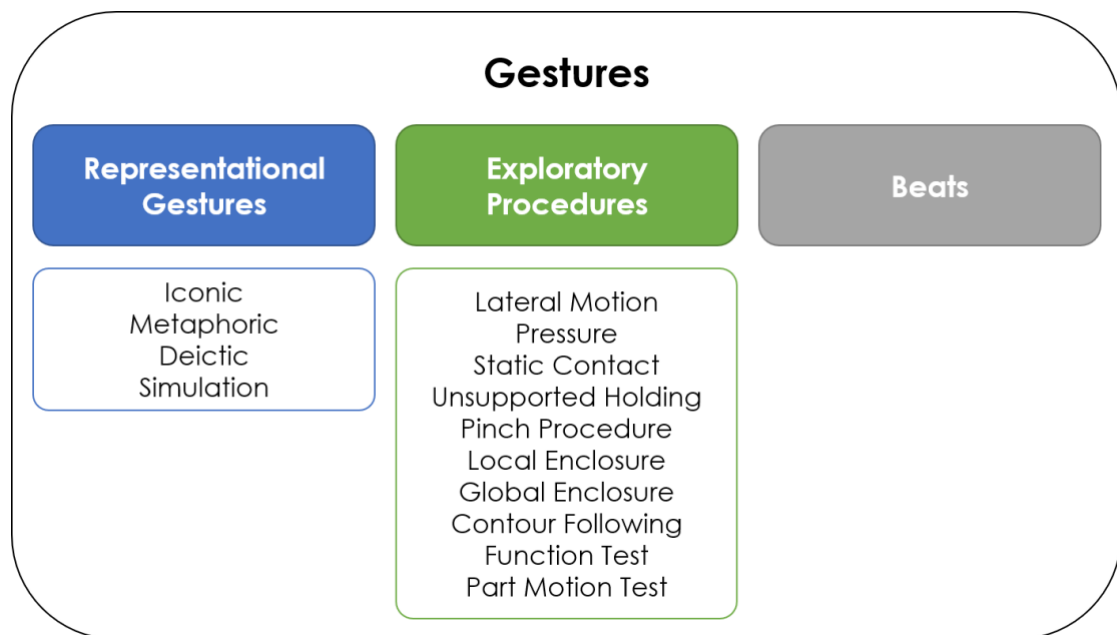 Gestures
Representational
Gestures
Iconic
Metaphoric
Deictic
Simulation
Exploratory
Procedures
Lateral Motion
Pressure
Static Contact
Unsupported Holding
Pinch Procedure
Local Enclosure
Global Enclosure
Contour Following
Function Test
Part Motion Test
Beats